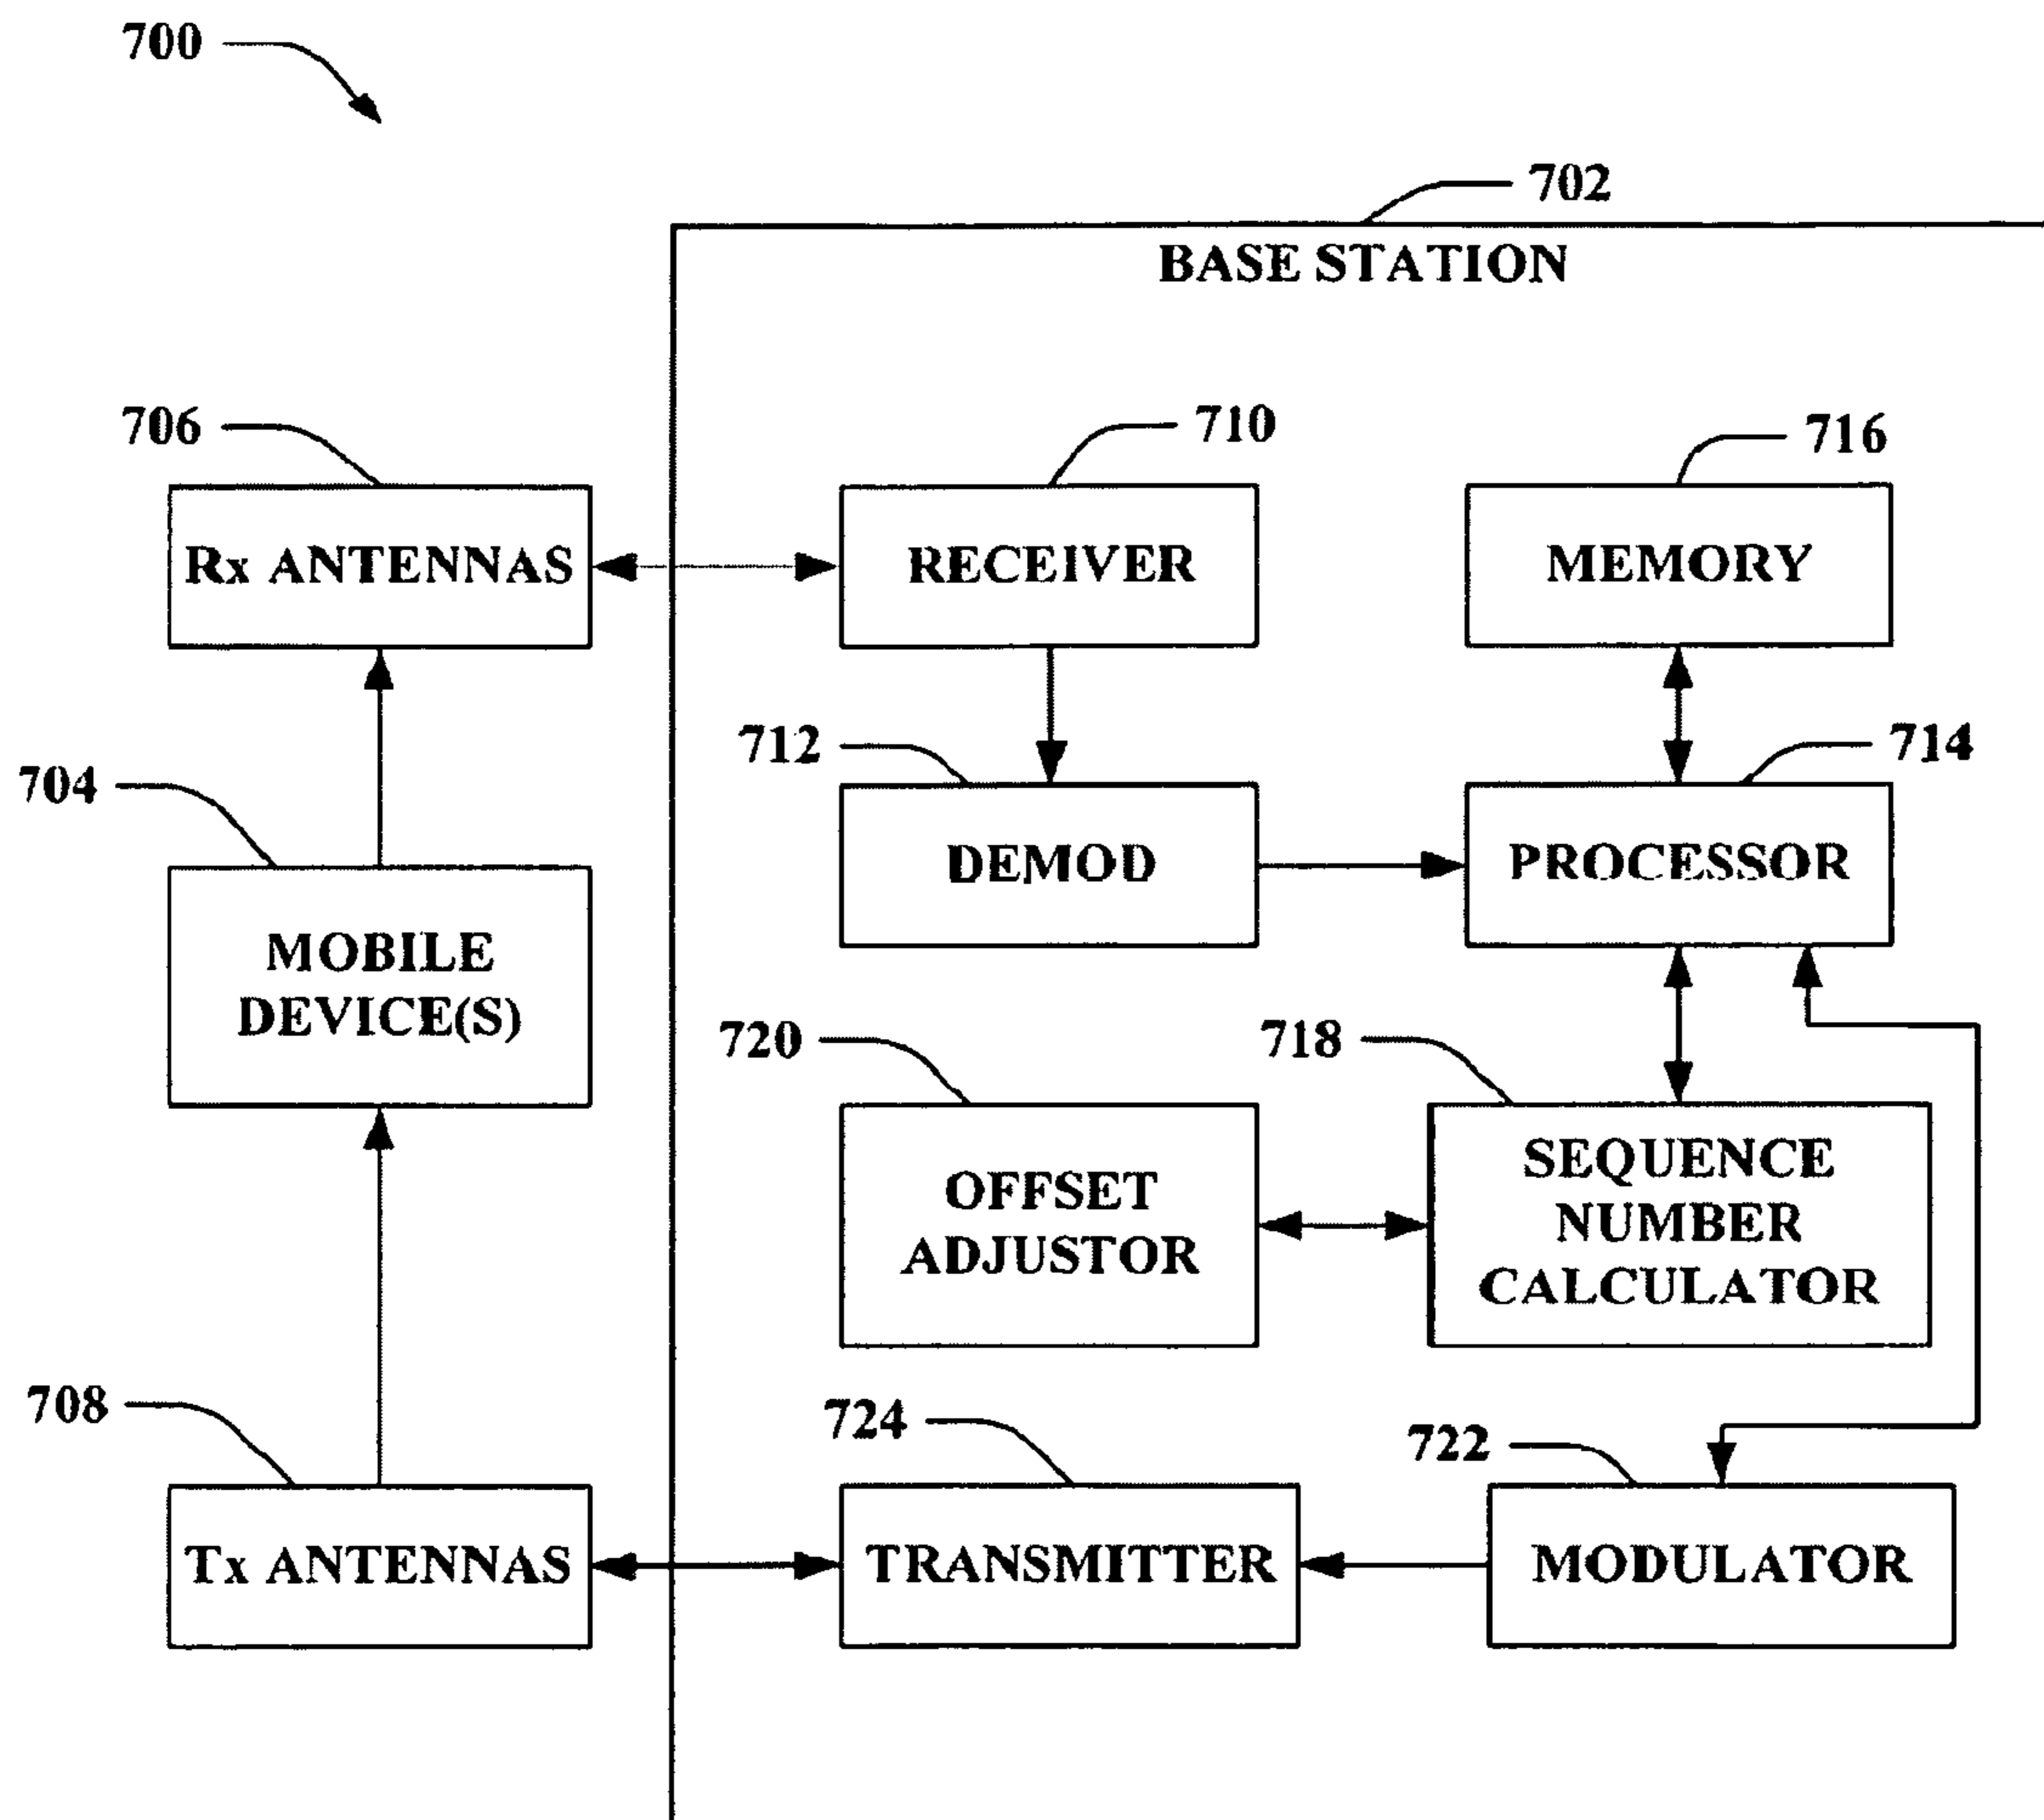 700
702
BASE STATION
706
710
716
Rx ANTENNAS
RECEIVER
MEMORY
712
714
704
DEMOD
PROCESSOR
MOBILE
DEVICE(S)
720
718
OFFSET
ADJUSTOR
SEQUENCE
NUMBER
CALCULATOR
708
724
722
Tx ANTENNAS
TRANSMITTER
MODULATOR